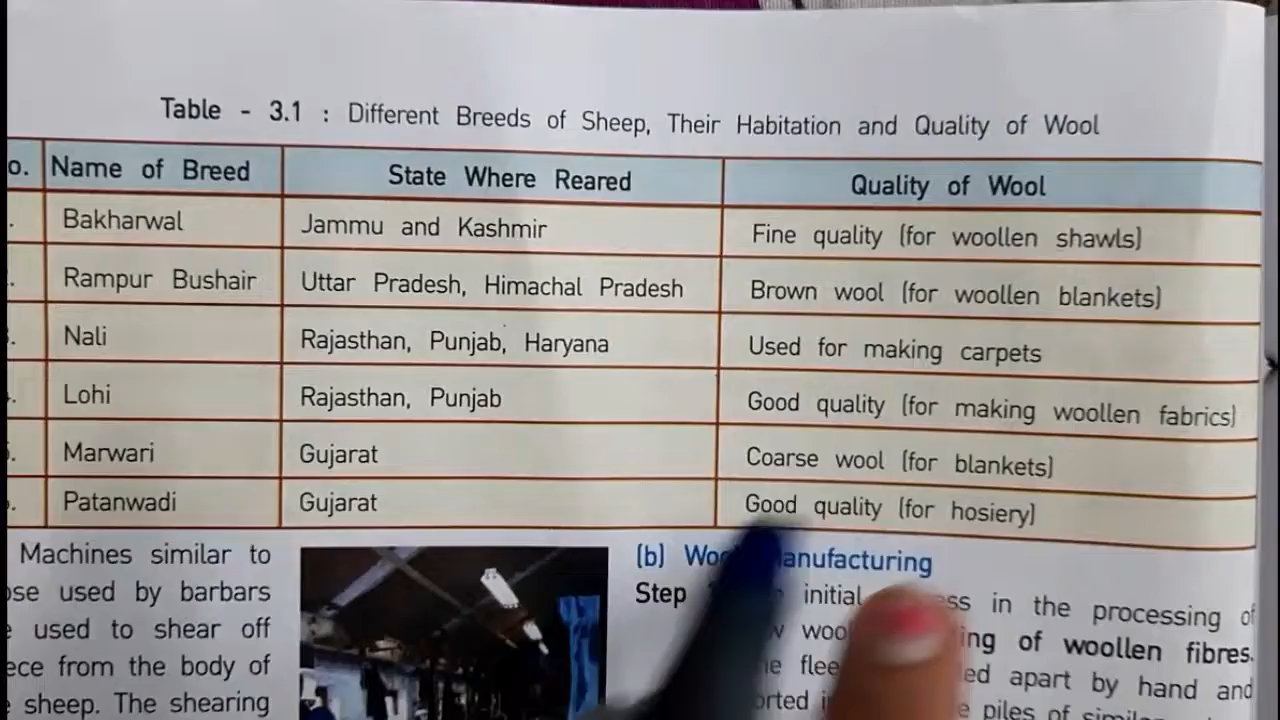 Table - 3.1 : Different Breeds of Sheep, Their Habitation and Quality of Wool
o. Name of Breed State Where Reared Quality of Wool
Bakharwal Jammu and Kashmir Fine quality (for woollen shawls)
Rampur Bushair Uttar Pradesh, Himachal Pradesh Brown wool (for woollen blankets)
Nali Rajasthan, Punjab, Haryana Used for making carpets
Lohi Rajasthan, Punjab Good quality (for making woollen fabrics)
Marwari Gujarat Coarse wool (for blankets)
Patanwadi Gujarat Good quality (for hosiery)
Machines similar to
used by barbars
used to shear off
from the body of
sheep. The shearing
(b) anufacturing
Step initial in the processing of
of woollen fibres.
apart by hand and
piles of